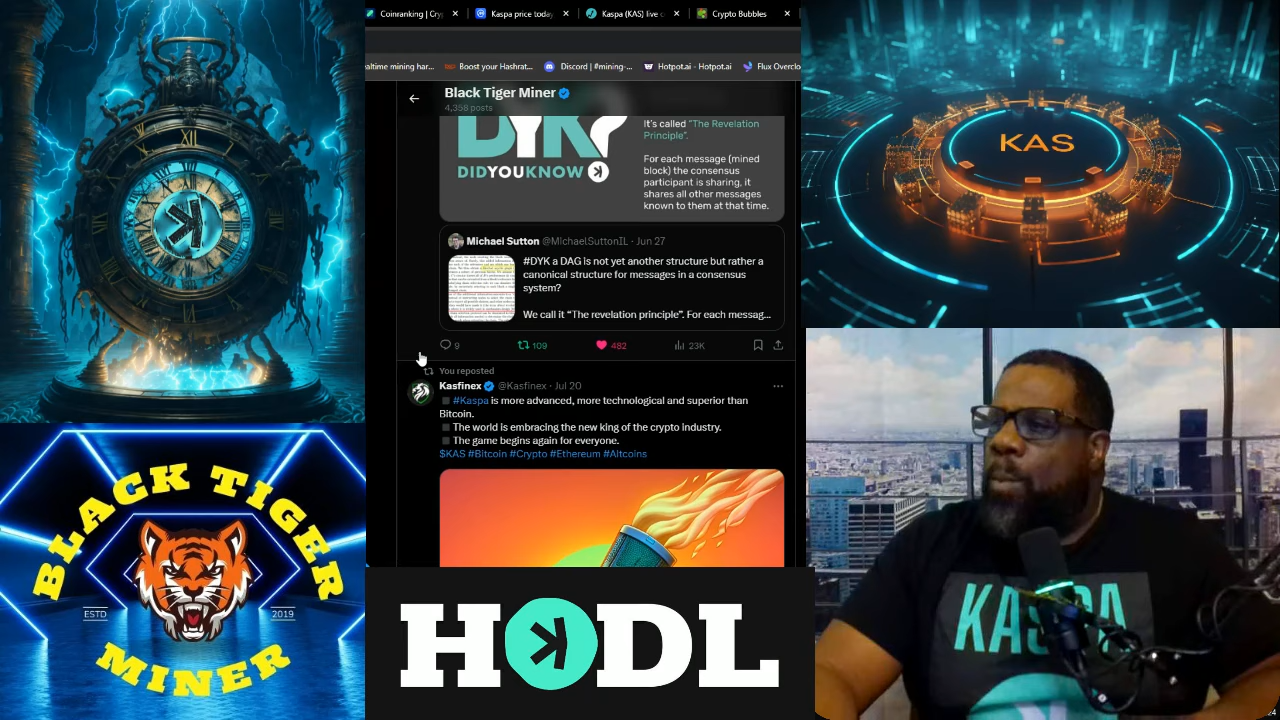 Coinranking | Cry
Kaspa price today
Kaspa (KAS) live c
Crypto Bubbles
ealtime mining har...
Boost your Hashrat...
Discord | #mining-...
Hotpot.ai - Hotpot.ai
Flux Overclo
Black Tiger Miner
4,358 posts
DYK?
DIDYOUKNOW
It's called "The Revelation
Principle".
For each message (mined
block) the consensus
participant is sharing, it
shares all other messages
known to them at that time.
Michael Sutton @MichaelSuttonIL · Jun 27
#DYK a DAG is not yet another structure but rather a
canonical structure for messages in a consensus
system?
We call it “The revelation principle”. For each messag...
9 109 482 23K
You reposted
Kasfinex @Kasfinex · Jul 20
#Kaspa is more advanced, more technological and superior than
Bitcoin.
The world is embracing the new king of the crypto industry.
The game begins again for everyone.
$KAS #Bitcoin #Crypto #Ethereum #Altcoins
HODL
BLACK TIGER
ESTD 2019
MINER
KAS
KASPA